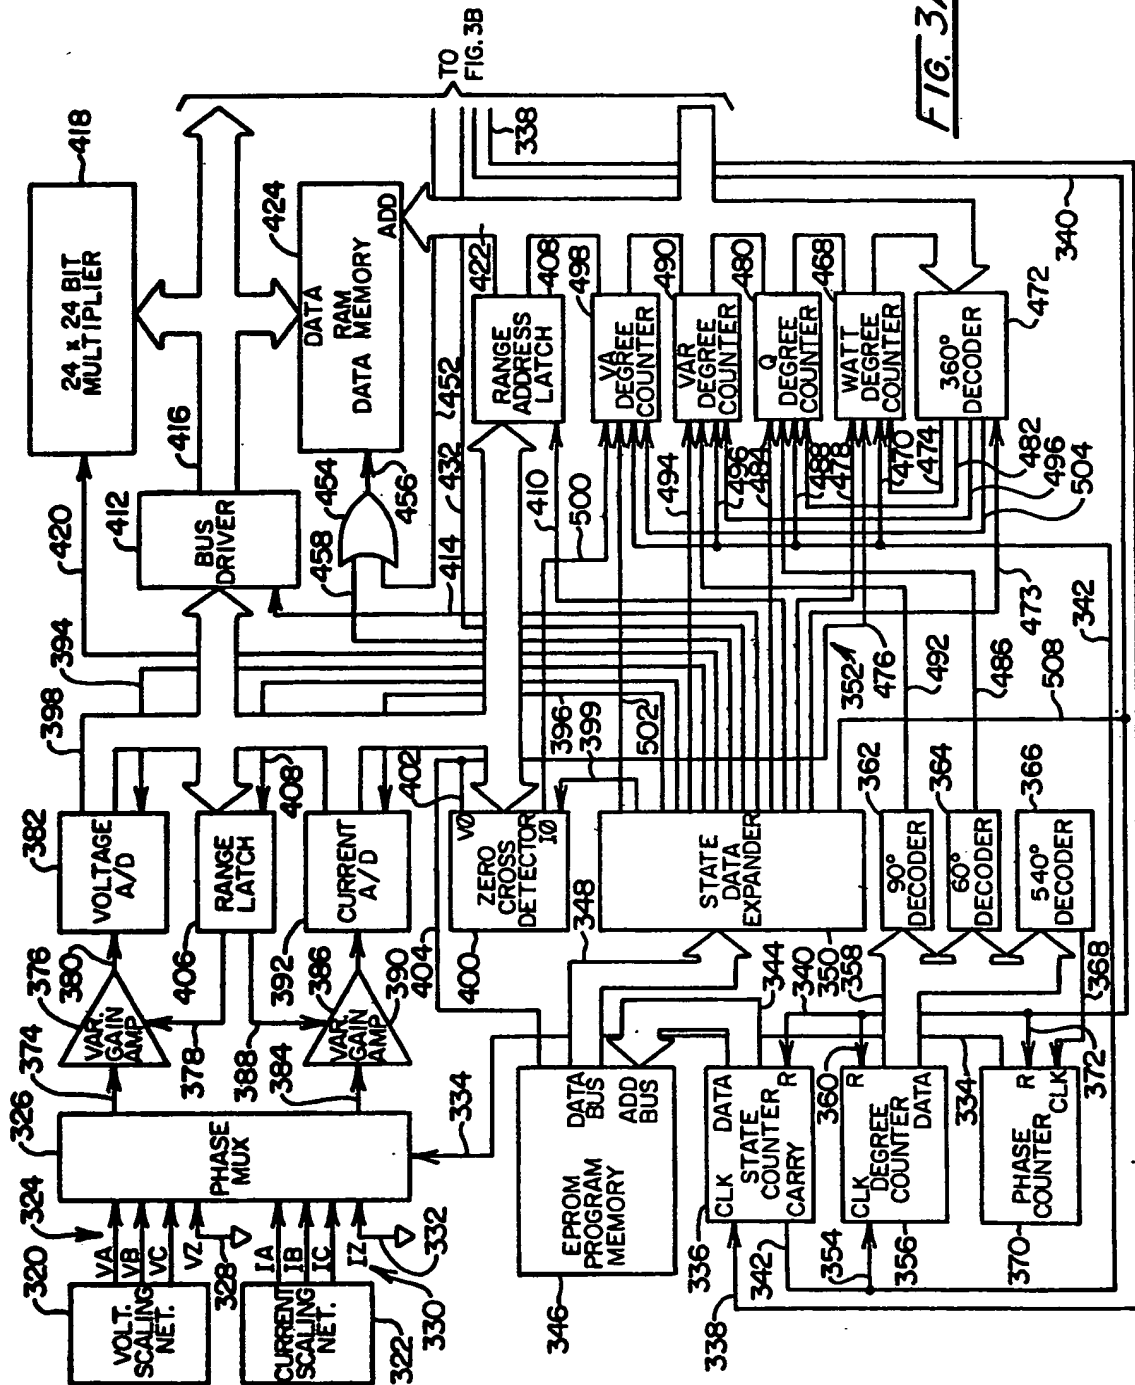 FIG. 3A
TO
FIG. 3B
320
VOLT.
SCALING
NET.
VA
VB
VC
VZ
324
328
CURRENT
SCALING
NET.
322
IA
IB
IC
IZ
330
332
326
PHASE
MUX
334
374
376
VAR.
GAIN
AMP
378
380
384
386
VAR.
GAIN
AMP
388
390
382
VOLTAGE
A/D
RANGE
LATCH
406
408
CURRENT
A/D
392
394
398
396
399
402
404
400
VØ
ZERO
CROSS
DETECTOR
IØ
412
BUS
DRIVER
414
416
24 x 24 BIT
MULTIPLIER
418
420
DATA
RAM
DATA MEMORY
ADD
424
422
454
456
458
432
452
410
RANGE
ADDRESS
LATCH
408
338
340
346
EPROM
PROGRAM
MEMORY
DATA
BUS
ADD
BUS
348
344
STATE
DATA
EXPANDER
350
352
502
500
336
338
342
CLK
DATA
STATE
COUNTER
R
CARRY
340
354
356
CLK
R
DEGREE
COUNTER
DATA
358
360
334
370
PHASE
COUNTER
R
CLK
372
368
362
90°
DECODER
364
60°
DECODER
366
540°
DECODER
VA
DEGREE
COUNTER
498
VAR
DEGREE
COUNTER
490
Q
DEGREE
COUNTER
480
WATT
DEGREE
COUNTER
468
360°
DECODER
472
494
496
484
488
478
470
474
482
496
504
473
476
492
486
508
342